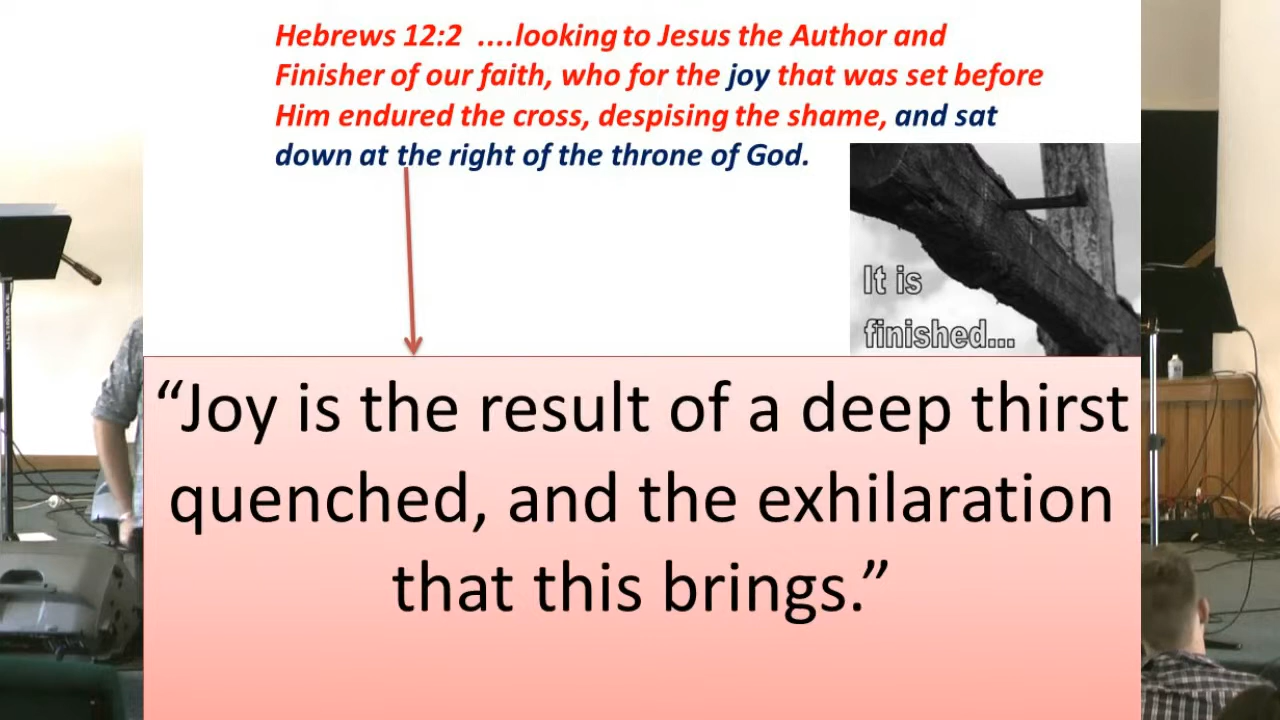 Hebrews 12:2 ....looking to Jesus the Author and
Finisher of our faith, who for the joy that was set before
Him endured the cross, despising the shame, and sat
down at the right of the throne of God.
It is
finished...
“Joy is the result of a deep thirst
quenched, and the exhilaration
that this brings.”
ULTIMATE